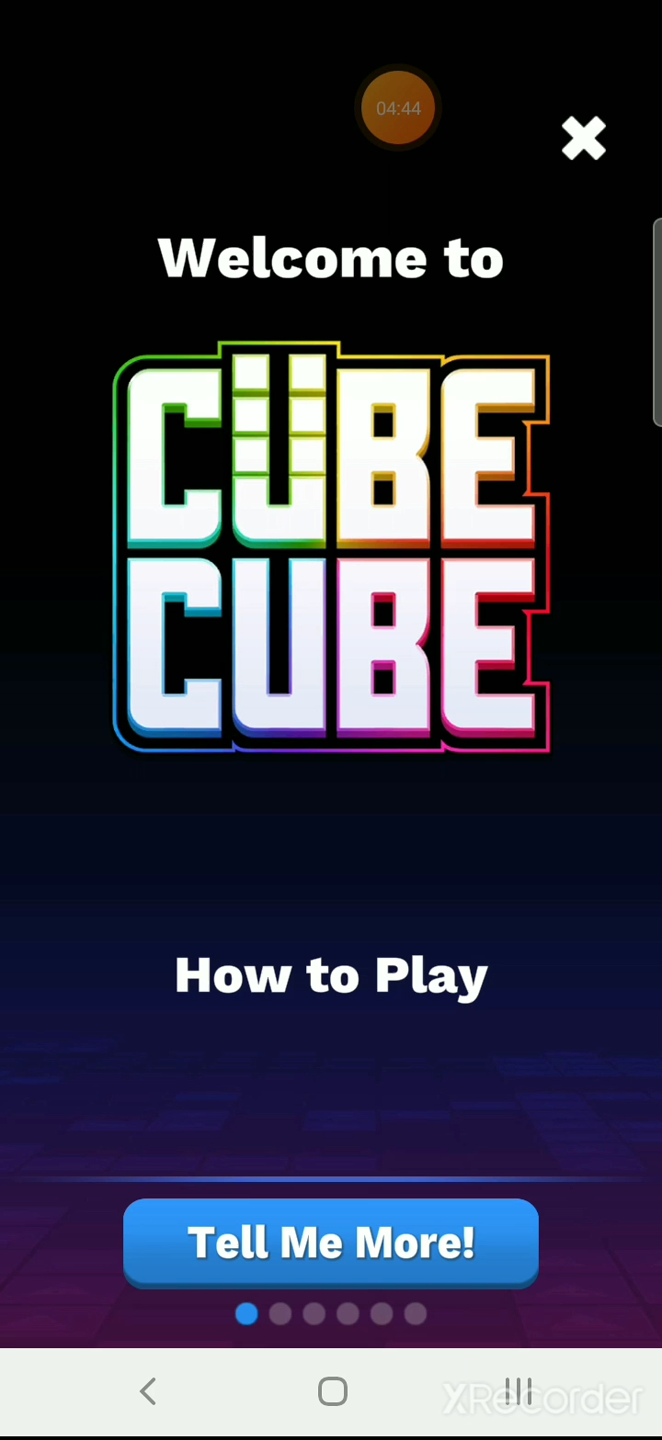 04:44
Welcome to
CUBE
CUBE
How to Play
Tell Me More!
XRecorder